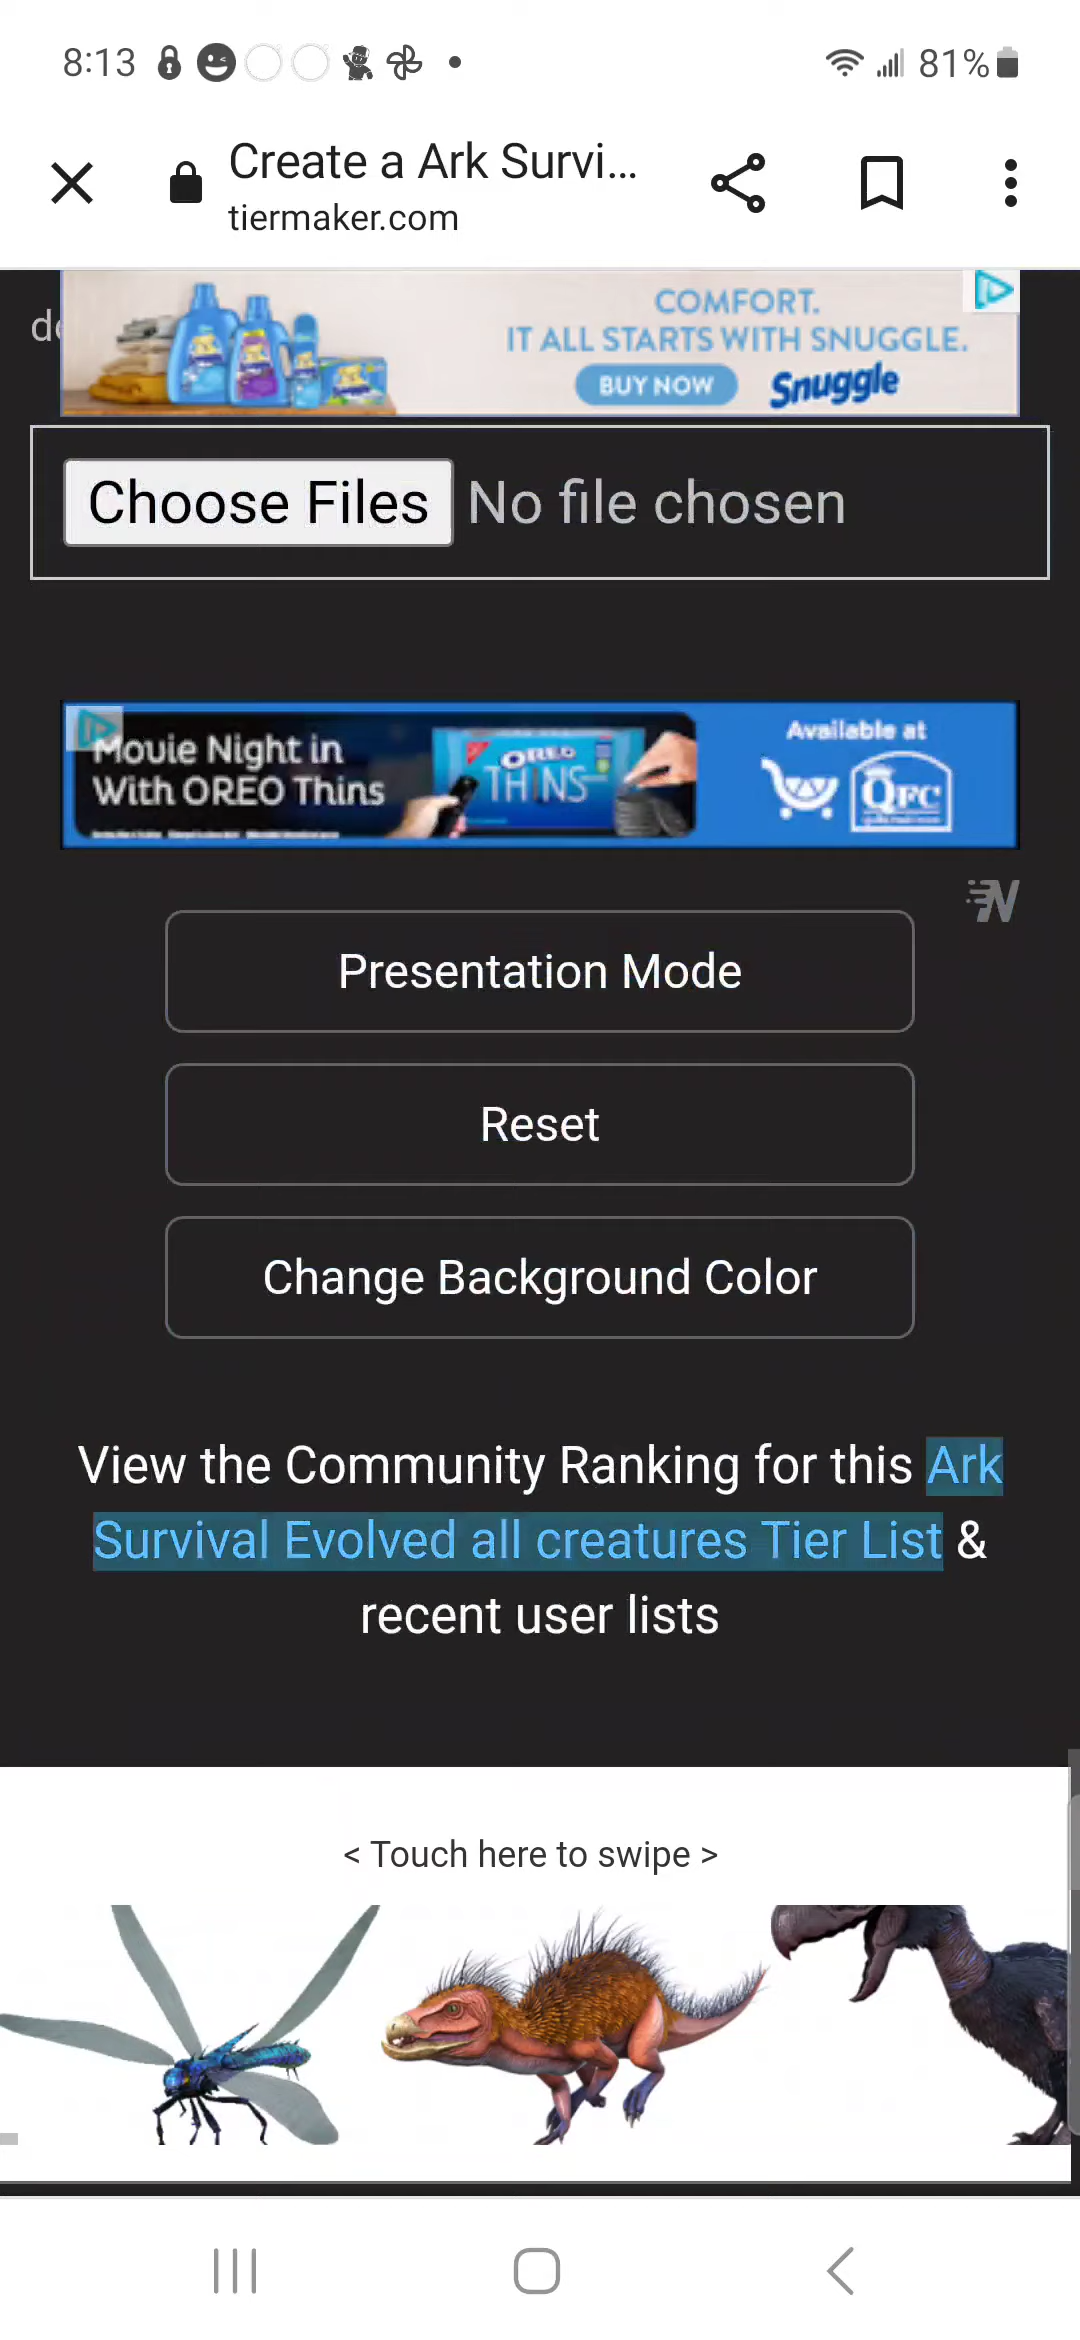 8:13
81%
Create a Ark Survi...
tiermaker.com
COMFORT.
IT ALL STARTS WITH SNUGGLE.
BUY NOW
Snuggle
Choose Files
No file chosen
Movie Night in
With OREO Thins
OREO
THINS
Available at
QFC
Presentation Mode
Reset
Change Background Color
View the Community Ranking for this Ark
Survival Evolved all creatures Tier List &
recent user lists
< Touch here to swipe >